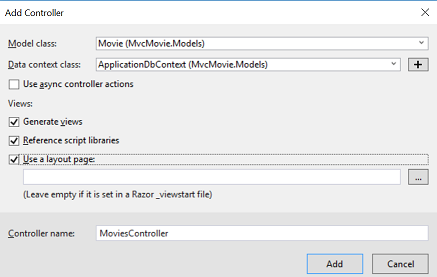 Add Controller
Model class: Movie (MvcMovie.Models)
Data context class: ApplicationDbContext (MvcMovie.Models)
Use async controller actions
Views:
Generate views
Reference script libraries
Use a layout page:
...
(Leave empty if it is set in a Razor _viewstart file)
Controller name: MoviesController
Add Cancel